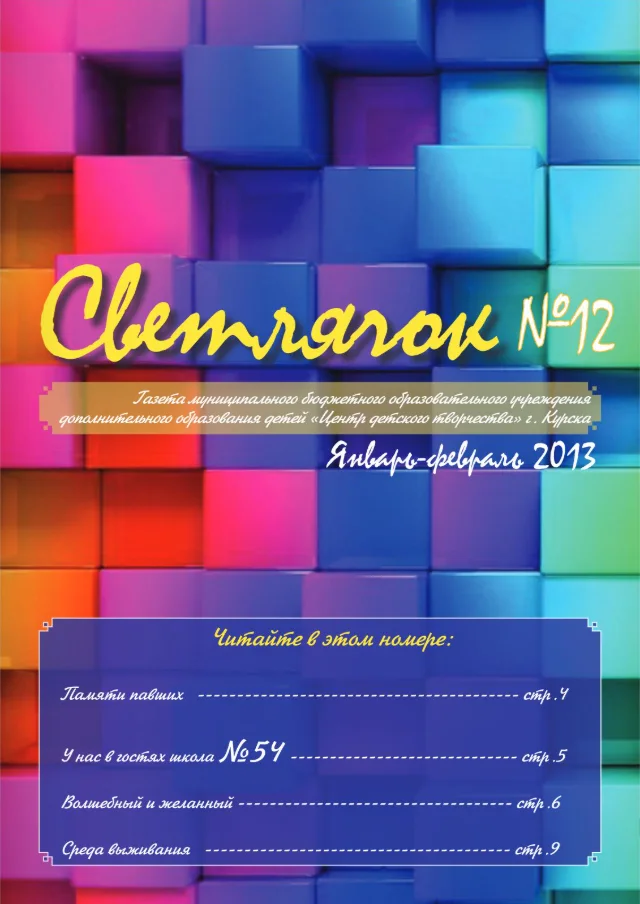 Светлячок №12
Газета муниципального бюджетного образовательного учреждения
дополнительного образования детей «Центр детского творчества» г. Курска
Январь-февраль 2013
Читайте в этом номере:
Памяти павших ---------------------------------------- стр.4
У нас в гостях школа №54 ----------------------------- стр.5
Волшебный и желанный ---------------------------------- стр.6
Среда выживания --------------------------------------- стр.9